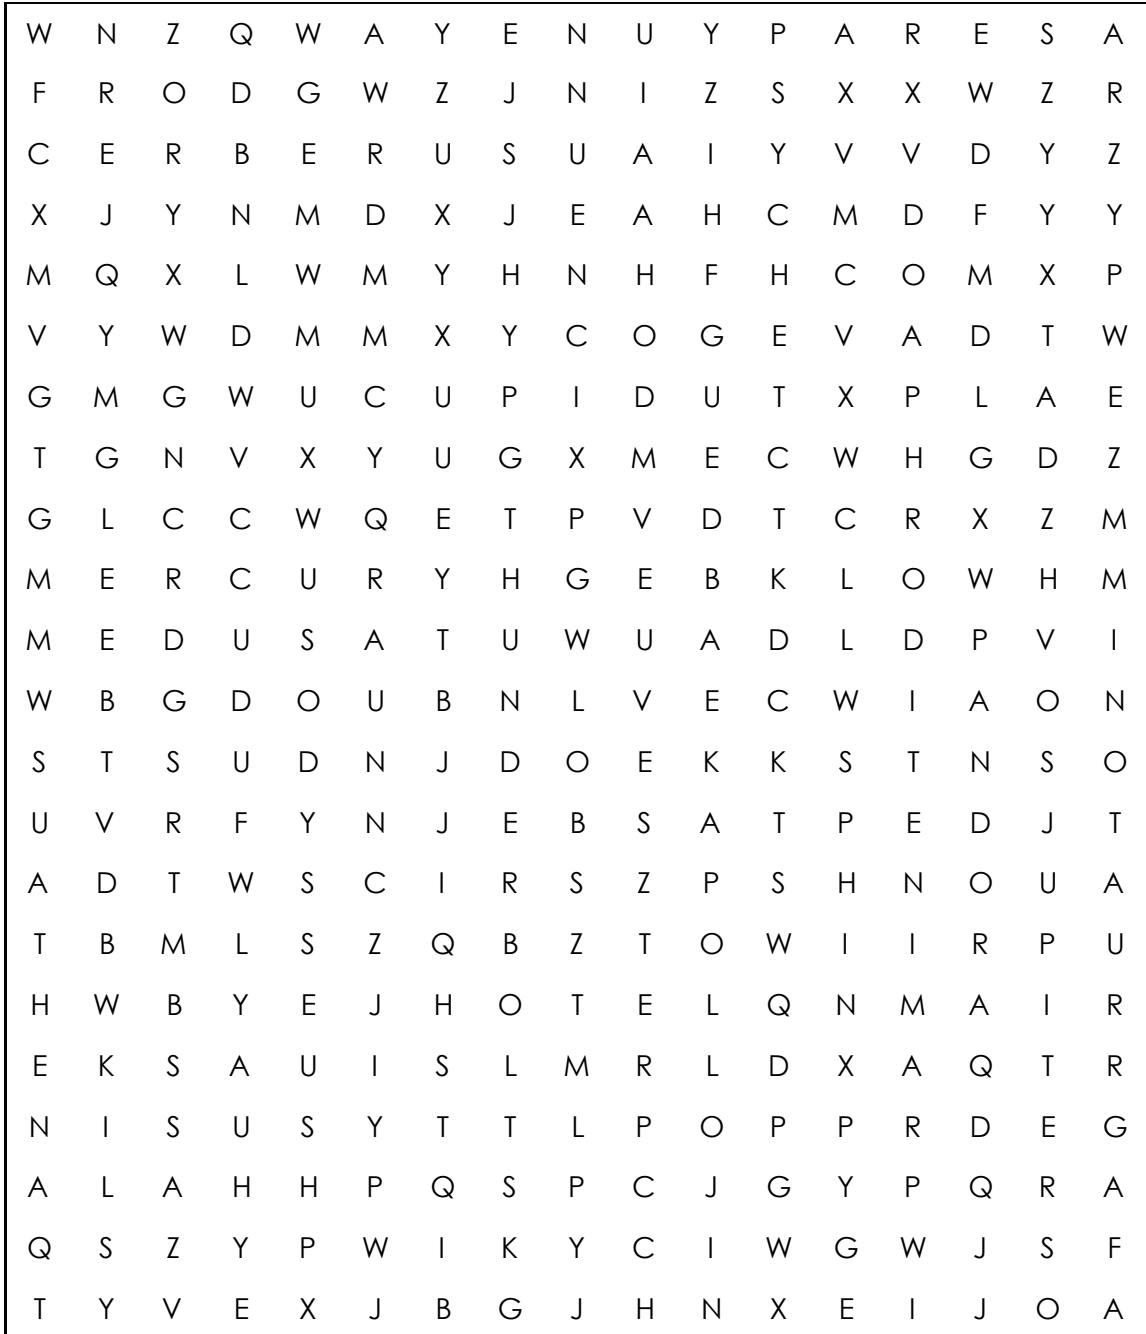 W N Z Q W A Y E N U Y P A R E S A
F R O D G W Z J N I Z S X X W Z R
C E R B E R U S U A I Y V V D Y Z
X J Y N M D X J E A H C M D F Y Y
M Q X L W M Y H N H F H C O M X P
V Y W D M M X Y C O G E V A D T W
G M G W U C U P I D U T X P L A E
T G N V X Y U G X M E C W H G D Z
G L C C W Q E T P V D T C R X Z M
M E R C U R Y H G E B K L O W H M
M E D U S A T U W U A D L D P V I
W B G D O U B N L V E C W I A O N
S T S U D N J D O E K K S T N S O
U V R F Y N J E B S A T P E D J T
A D T W S C I R S Z P S H N O U A
T B M L S Z Q B Z T O W I I R P U
H W B Y E J H O T E L Q N M A I R
E K S A U I S L M R L D X A Q T R
N I S U S Y T T L P O P P R D E G
A L A H H P Q S P C J G Y P Q R A
Q S Z Y P W I K Y C I W G W J S F
T Y V E X J B G J H N X E I J O A